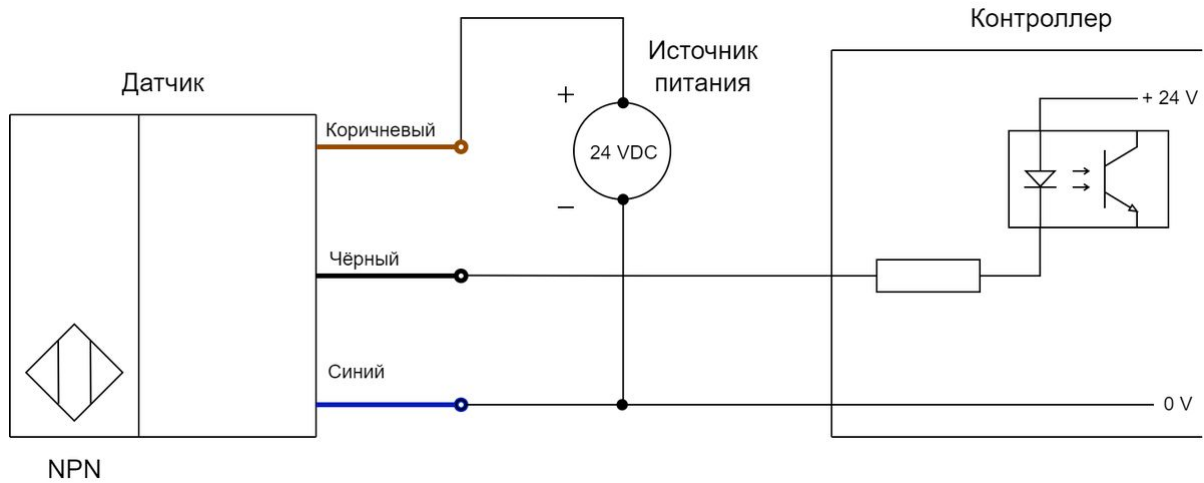 Контроллер
Источник
питания
Датчик
+
+ 24 V
Коричневый
24 VDC
–
Чёрный
Синий
0 V
NPN